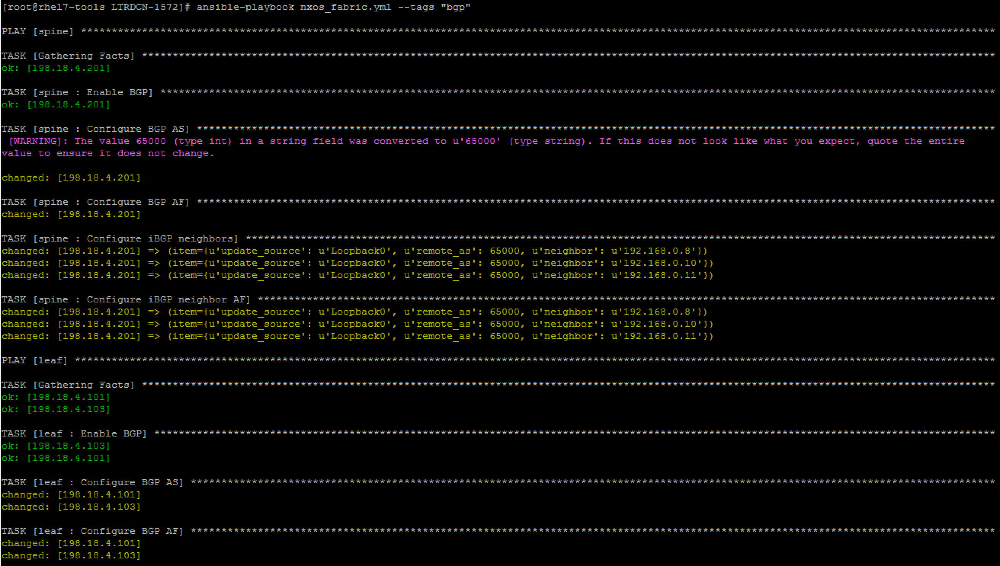 [root@rhel7-tools LTRDCN-1572]# ansible-playbook nxos_fabric.yml --tags "bgp"
PLAY [spine] ******************************************************************************************************************************************************
TASK [Gathering Facts] ********************************************************************************************************************************************
ok: [198.18.4.201]
TASK [spine : Enable BGP] *****************************************************************************************************************************************
ok: [198.18.4.201]
TASK [spine : Configure BGP AS] ***********************************************************************************************************************************
[WARNING]: The value 65000 (type int) in a string field was converted to u'65000' (type string). If this does not look like what you expect, quote the entire
value to ensure it does not change.
changed: [198.18.4.201]
TASK [spine : Configure BGP AF] ***********************************************************************************************************************************
changed: [198.18.4.201]
TASK [spine : Configure iBGP neighbors] ***************************************************************************************************************************
changed: [198.18.4.201] => (item={u'update_source': u'Loopback0', u'remote_as': 65000, u'neighbor': u'192.168.0.8'})
changed: [198.18.4.201] => (item={u'update_source': u'Loopback0', u'remote_as': 65000, u'neighbor': u'192.168.0.10'})
changed: [198.18.4.201] => (item={u'update_source': u'Loopback0', u'remote_as': 65000, u'neighbor': u'192.168.0.11'})
TASK [spine : Configure iBGP neighbor AF] *************************************************************************************************************************
changed: [198.18.4.201] => (item={u'update_source': u'Loopback0', u'remote_as': 65000, u'neighbor': u'192.168.0.8'})
changed: [198.18.4.201] => (item={u'update_source': u'Loopback0', u'remote_as': 65000, u'neighbor': u'192.168.0.10'})
changed: [198.18.4.201] => (item={u'update_source': u'Loopback0', u'remote_as': 65000, u'neighbor': u'192.168.0.11'})
PLAY [leaf] *******************************************************************************************************************************************************
TASK [Gathering Facts] ********************************************************************************************************************************************
ok: [198.18.4.101]
ok: [198.18.4.103]
TASK [leaf : Enable BGP] ******************************************************************************************************************************************
ok: [198.18.4.103]
ok: [198.18.4.101]
TASK [leaf : Configure BGP AS] ************************************************************************************************************************************
changed: [198.18.4.101]
changed: [198.18.4.103]
TASK [leaf : Configure BGP AF] ************************************************************************************************************************************
changed: [198.18.4.101]
changed: [198.18.4.103]